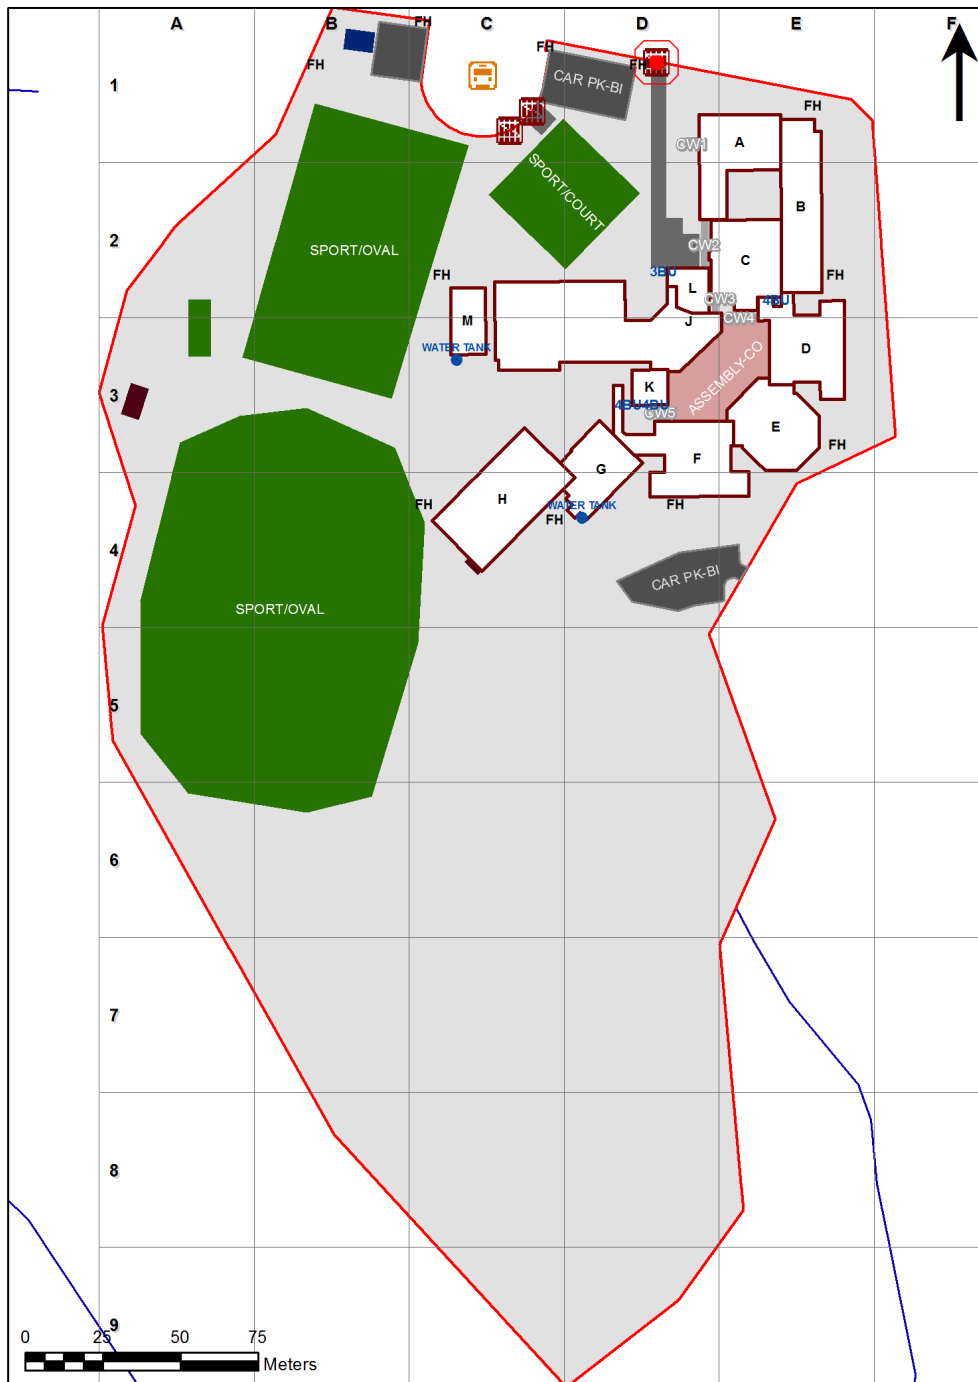 A B C D E F
FH FH
FH FH
1
CAR PK-BI
FH
CW1 A
SPORT/COURT
B
2
SPORT/OVAL
CW2
C
3BU
FH FH
L
CW3 4BU
M J CW4
WATER TANK
D
ASSEMBLY-CO
K
3
4BU4BU
CW5
E
FH
F
G
H
FH WATER TANK FH
FH
4
CAR PK-BI
SPORT/OVAL
5
6
7
8
9
0 25 50 75
Meters